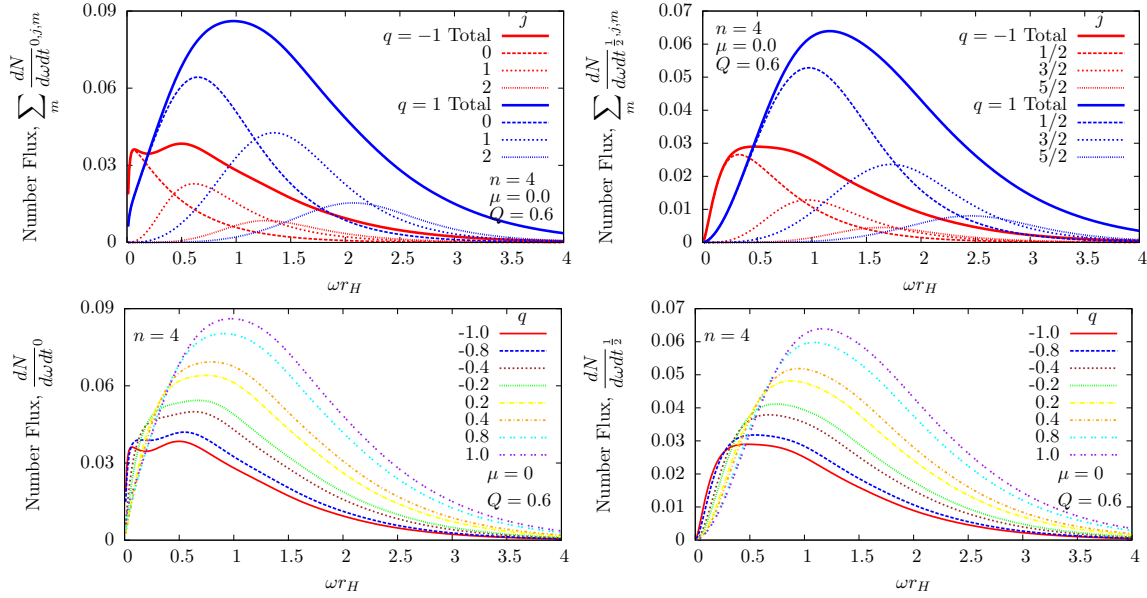 Number Flux, $\sum_m \frac{dN}{d\omega dt}^{0,j,m}$
0.09
0.06
0.03
0
0 0.5 1 1.5 2 2.5 3 3.5 4
ωr_H
j
q = −1 Total
0
1
2
q = 1 Total
0
1
2
n = 4
μ = 0.0
Q = 0.6
Number Flux, $\sum_m \frac{dN}{d\omega dt}^{\frac{1}{2},j,m}$
0.07
0.06
0.05
0.04
0.03
0.02
0.01
0
0 0.5 1 1.5 2 2.5 3 3.5 4
ωr_H
n = 4
μ = 0.0
Q = 0.6
j
q = −1 Total
1/2
3/2
5/2
q = 1 Total
1/2
3/2
5/2
Number Flux, $\frac{dN}{d\omega dt}^{0}$
0.09
0.06
0.03
0
0 0.5 1 1.5 2 2.5 3 3.5 4
ωr_H
n = 4
q
-1.0
-0.8
-0.4
-0.2
0.2
0.4
0.8
1.0
μ = 0
Q = 0.6
Number Flux, $\frac{dN}{d\omega dt}^{\frac{1}{2}}$
0.07
0.06
0.05
0.04
0.03
0.02
0.01
0
0 0.5 1 1.5 2 2.5 3 3.5 4
ωr_H
n = 4
q
-1.0
-0.8
-0.4
-0.2
0.2
0.4
0.8
1.0
μ = 0
Q = 0.6